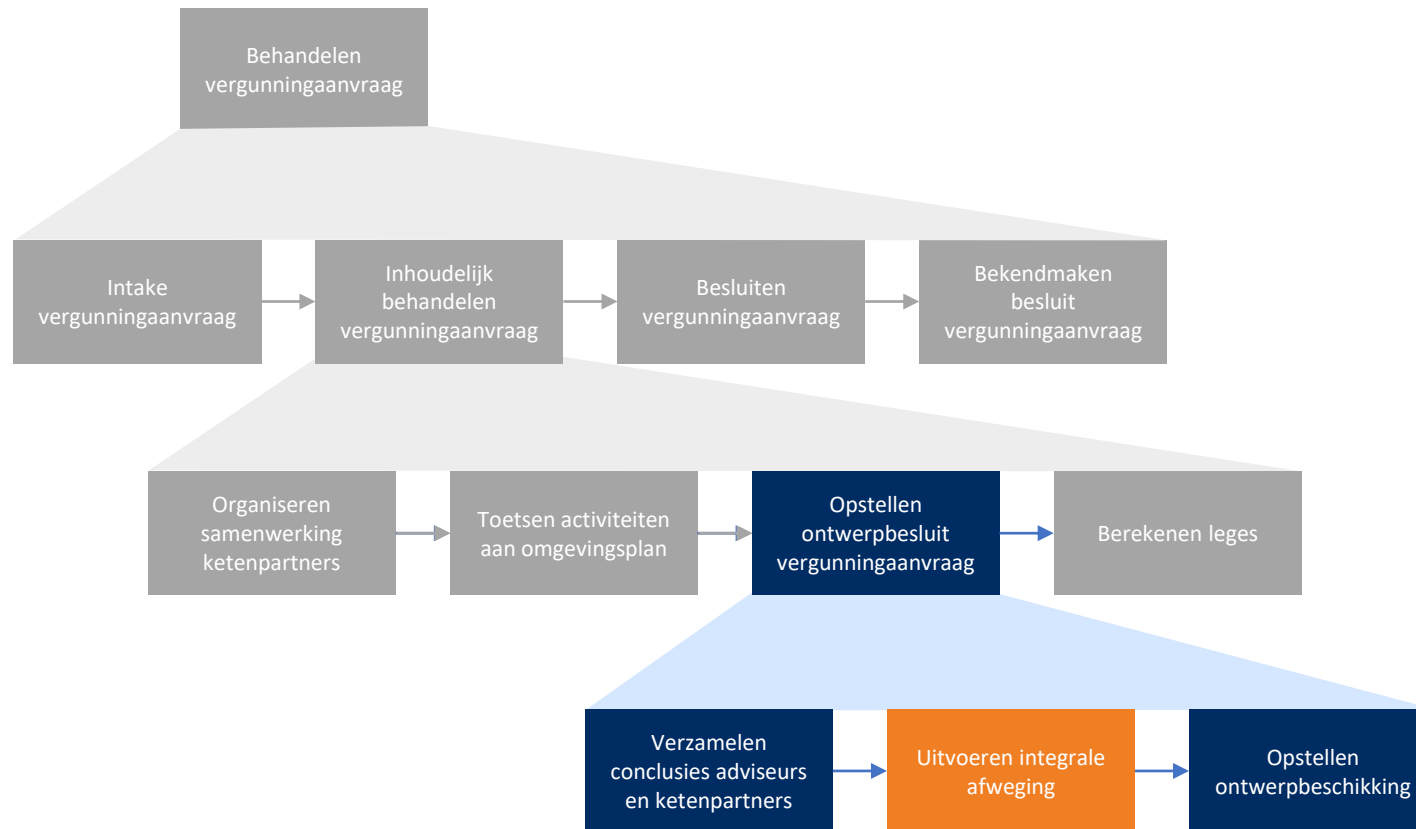 Behandelen
vergunningaanvraag
Intake
vergunningaanvraag
Inhoudelijk
behandelen
vergunningaanvraag
Besluiten
vergunningaanvraag
Bekendmaken
besluit
vergunningaanvraag
Organiseren
samenwerking
ketenpartners
Toetsen activiteiten
aan omgevingsplan
Opstellen
ontwerpbesluit
vergunningaanvraag
Berekenen leges
Verzamelen
conclusies adviseurs
en ketenpartners
Uitvoeren integrale
afweging
Opstellen
ontwerpbeschikking